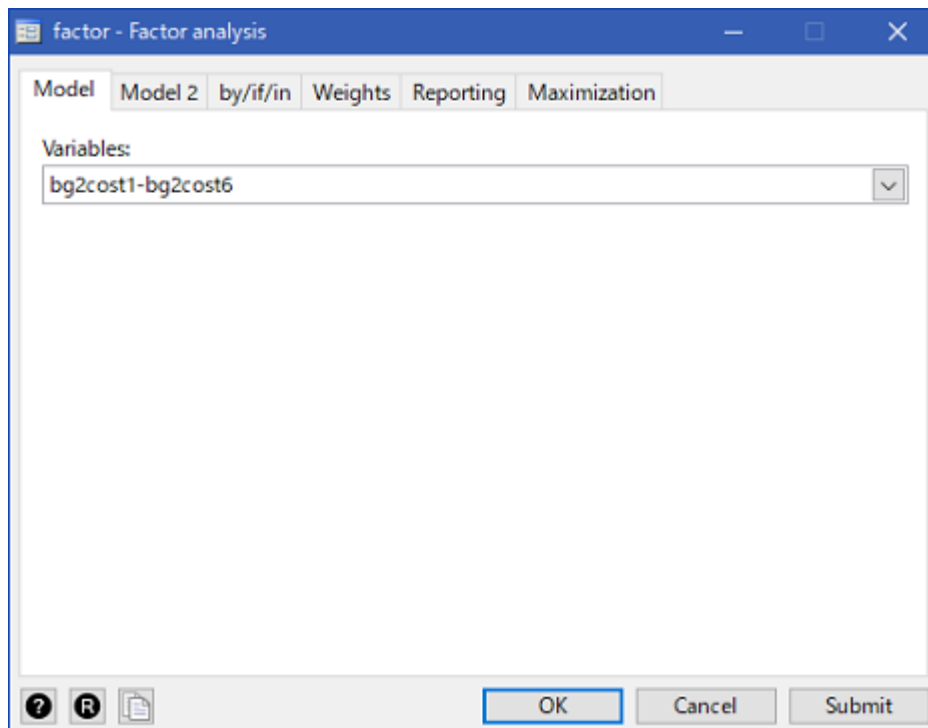 factor - Factor analysis
Model Model 2 by/if/in Weights Reporting Maximization
Variables:
bg2cost1-bg2cost6
? R OK Cancel Submit